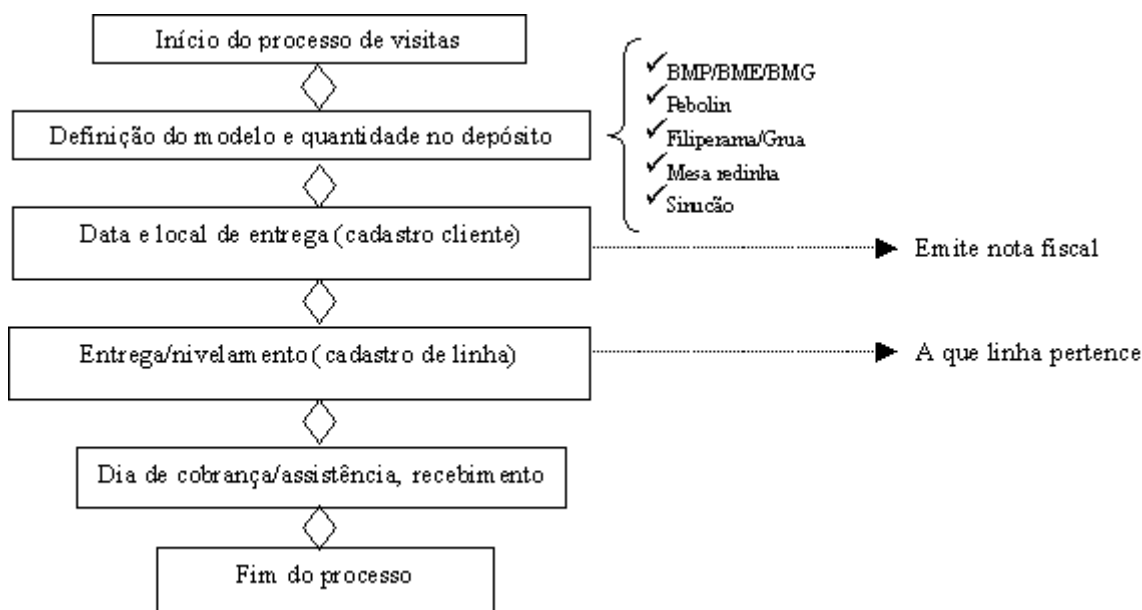 Início do processo de visitas
BMP/BME/BMG
Pebolin
Definição do modelo e quantidade no depósito
Filiperama/Grua
Mesa redinha
Sinucão
Data e local de entrega (cadastro cliente)
Emite nota fiscal
Entrega/nivelamento (cadastro de linha)
A que linha pertence
Dia de cobrança/assistência, recebimento
Fim do processo